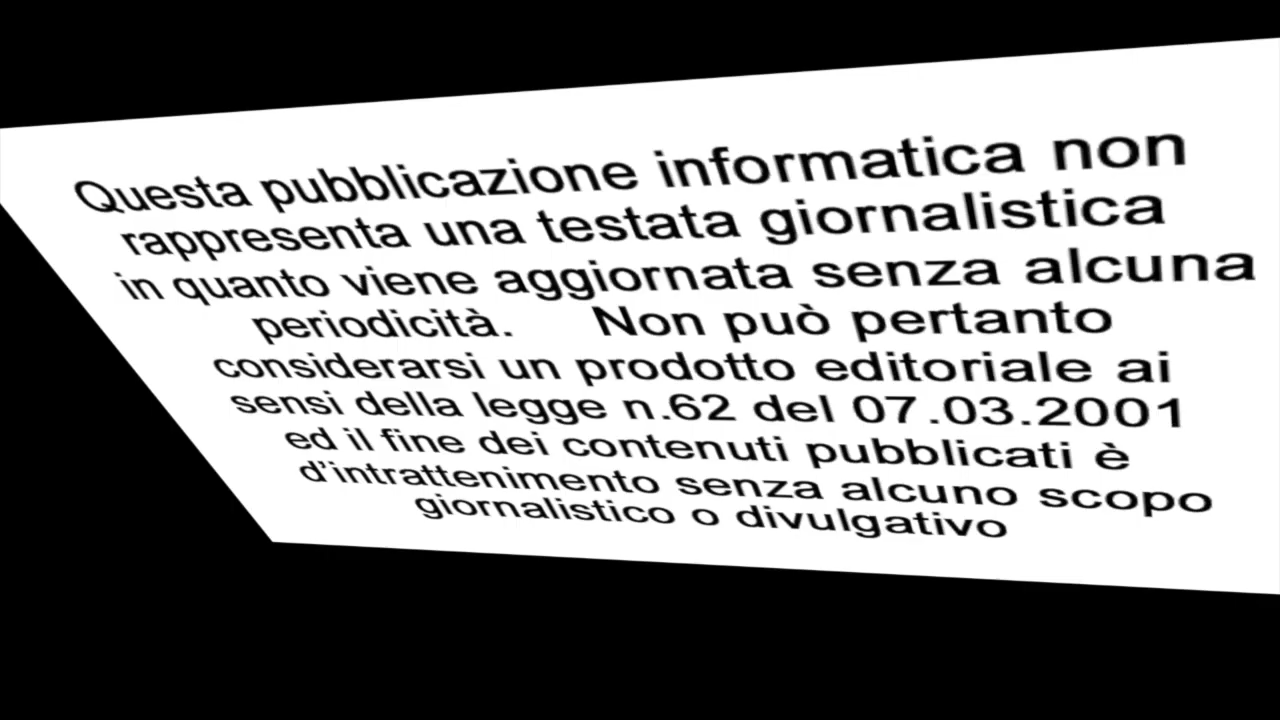 Questa pubblicazione informatica non
rappresenta una testata giornalistica
in quanto viene aggiornata senza alcuna
periodicità. Non può pertanto
considerarsi un prodotto editoriale ai
sensi della legge n.62 del 07.03.2001
ed il fine dei contenuti pubblicati è
d'intrattenimento senza alcuno scopo
giornalistico o divulgativo